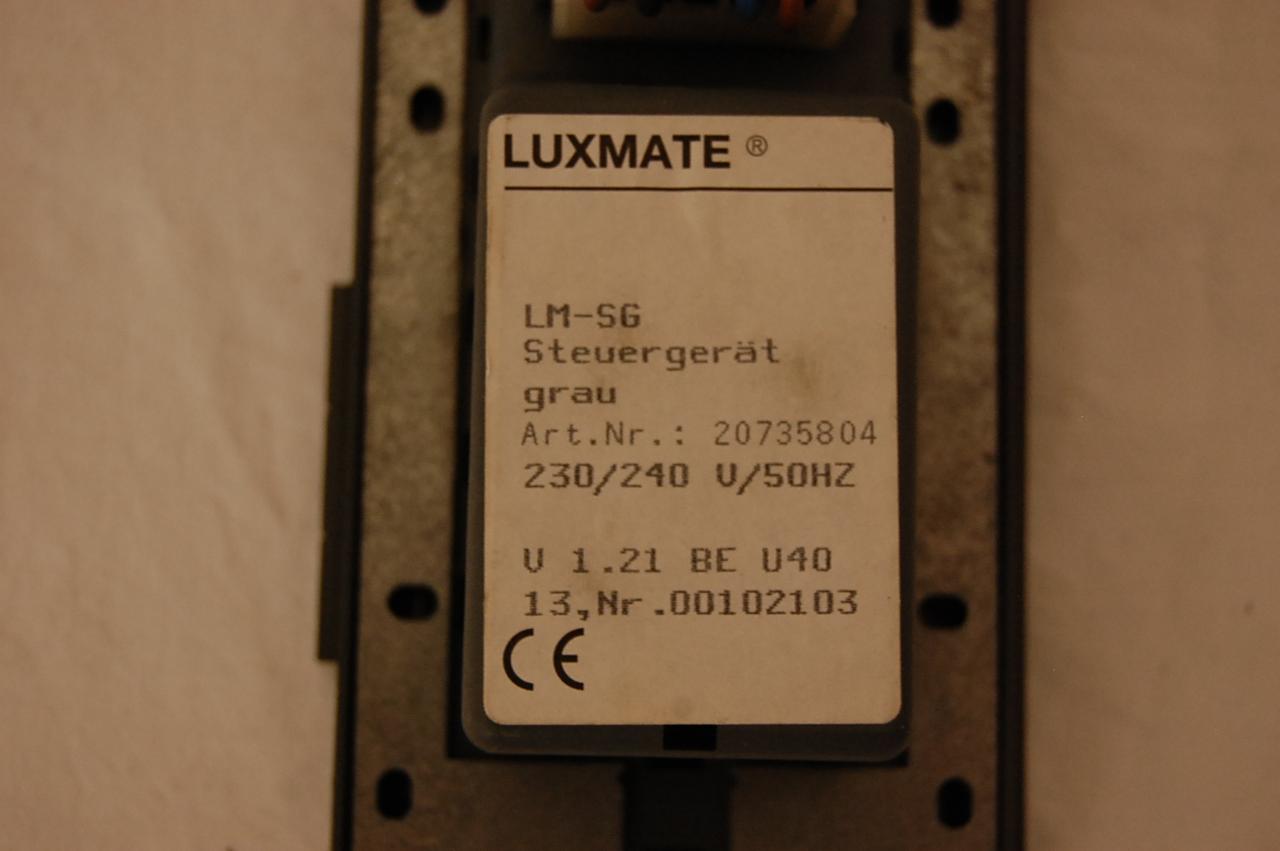 LUXMATE ®
LM-SG
Steuergerät
grau
Art.Nr.: 20735804
230/240 V/50HZ
V 1.21 BE U40
13,Nr.00102103
CE